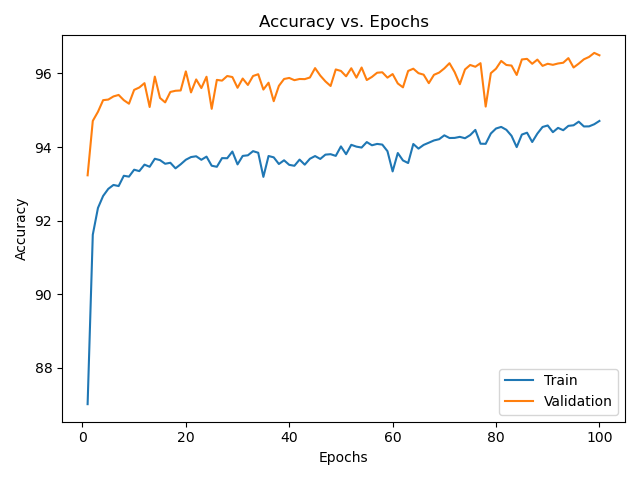 Accuracy vs. Epochs
Accuracy
96
94
92
90
88
0 20 40 60 80 100
Epochs
Train
Validation